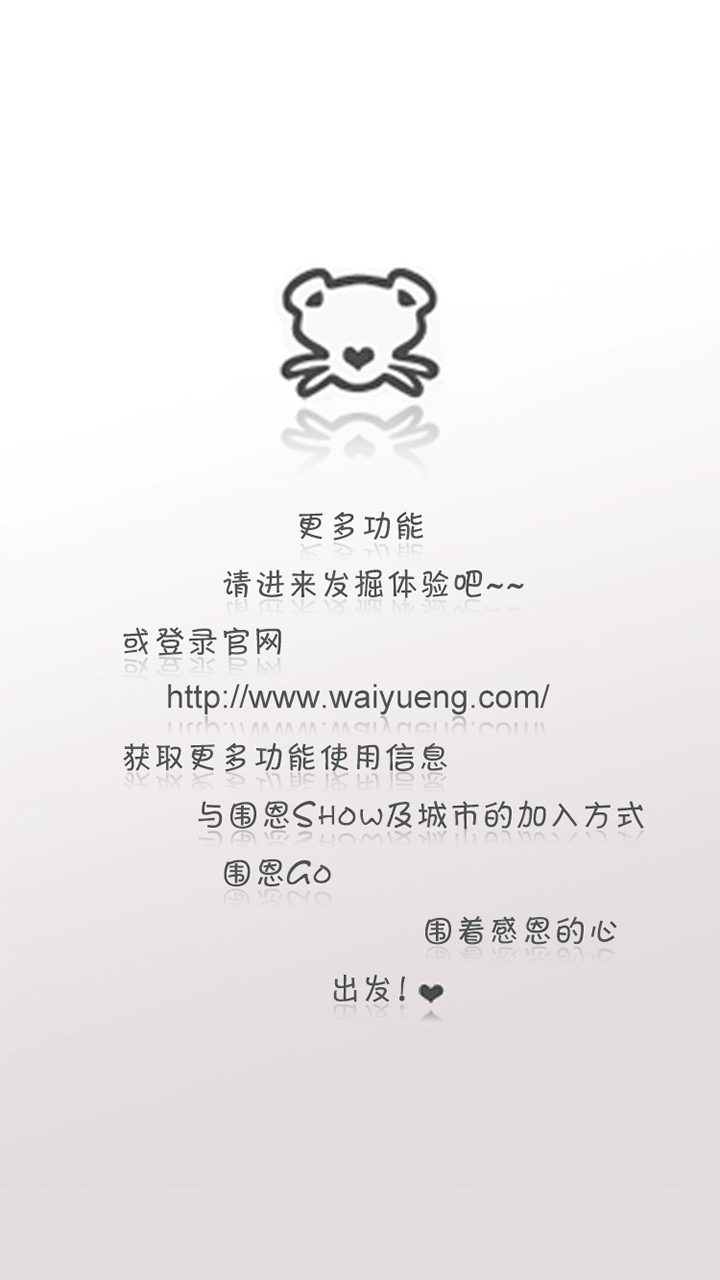 更多功能
请进来发掘体验吧~~
或登录官网
http://www.waiyueng.com/
获取更多功能使用信息
与围恩Show及城市的加入方式
围恩Go
围着感恩的心
出发!❤